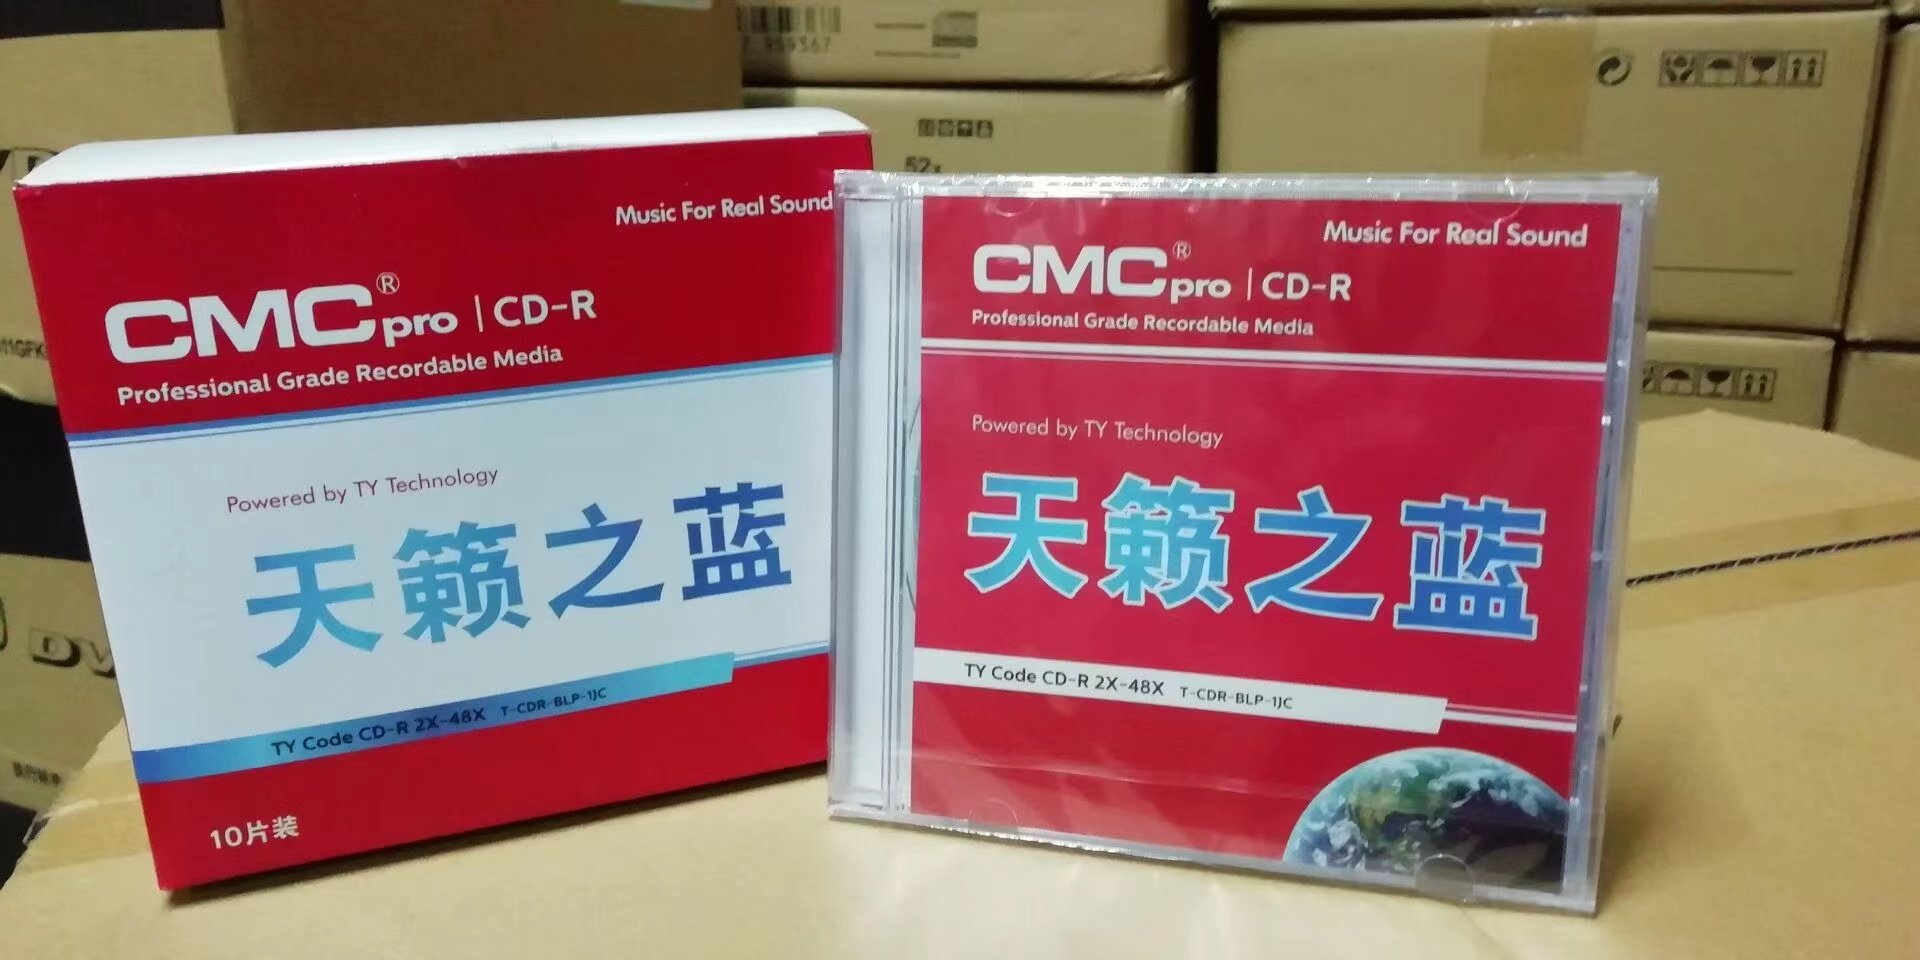 Music For Real Sound
CMC® pro | CD-R
Professional Grade Recordable Media
Powered by TY Technology
天籁之蓝
TY Code CD-R 2X-48X T-CDR-BLP-1JC
10片装
Music For Real Sound
CMC® pro | CD-R
Professional Grade Recordable Media
Powered by TY Technology
天籁之蓝
TY Code CD-R 2X-48X T-CDR-BLP-1JC
959367
52x